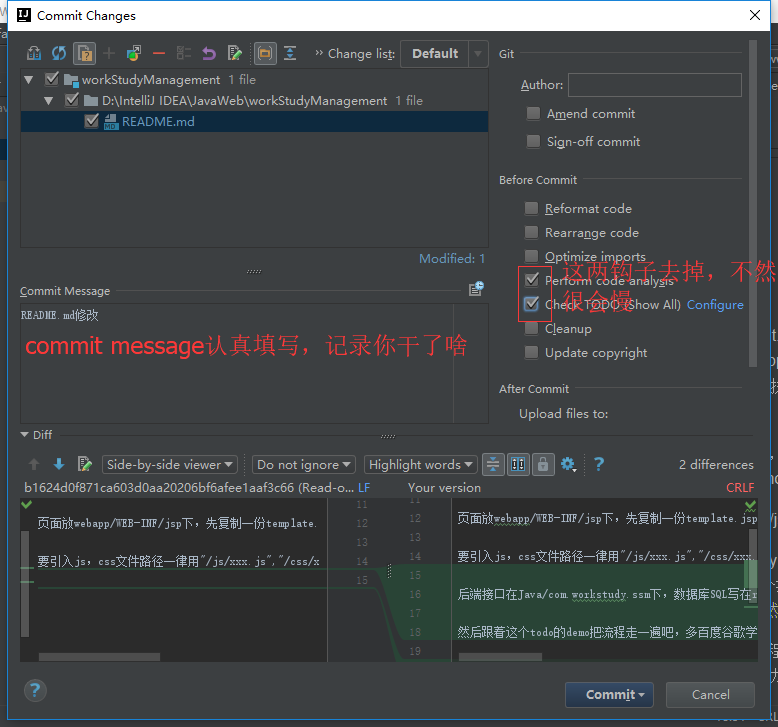 Commit Changes
Change list:
Default
workStudyManagement 1 file
D:\IntelliJ IDEA\JavaWeb\workStudyManagement 1 file
README.md
Modified: 1
Commit Message
README.md修改
commit message认真填写，记录你干了啥
Git
Author:
Amend commit
Sign-off commit
Before Commit
Reformat code
Rearrange code
Optimize imports
Perform code analysis
Check TODO (Show All) Configure
这两钩子去掉，不然
很会慢
Cleanup
Update copyright
After Commit
Upload files to:
Diff
Side-by-side viewer
Do not ignore
Highlight words
2 differences
b1624d0f871ca603d0aa20206bf6afee1aaf3c66 (Read-o... LF
Your version
CRLF
11
12 页面放webapp/WEB-INF/jsp下，先复制一份template.
13
14 要引入js，css文件路径一律用"/js/xxx.js","/css/x
15
11
12 页面放webapp/WEB-INF/jsp下，先复制一份template.jsp
13
14 要引入js，css文件路径一律用"/js/xxx.js","/css/xxx.
15
16 后端接口在Java/com.workstudy.ssm下，数据库SQL写在
17
18 然后跟着这个todo的demo把流程走一遍吧，多百度谷歌学
19
Commit
Cancel